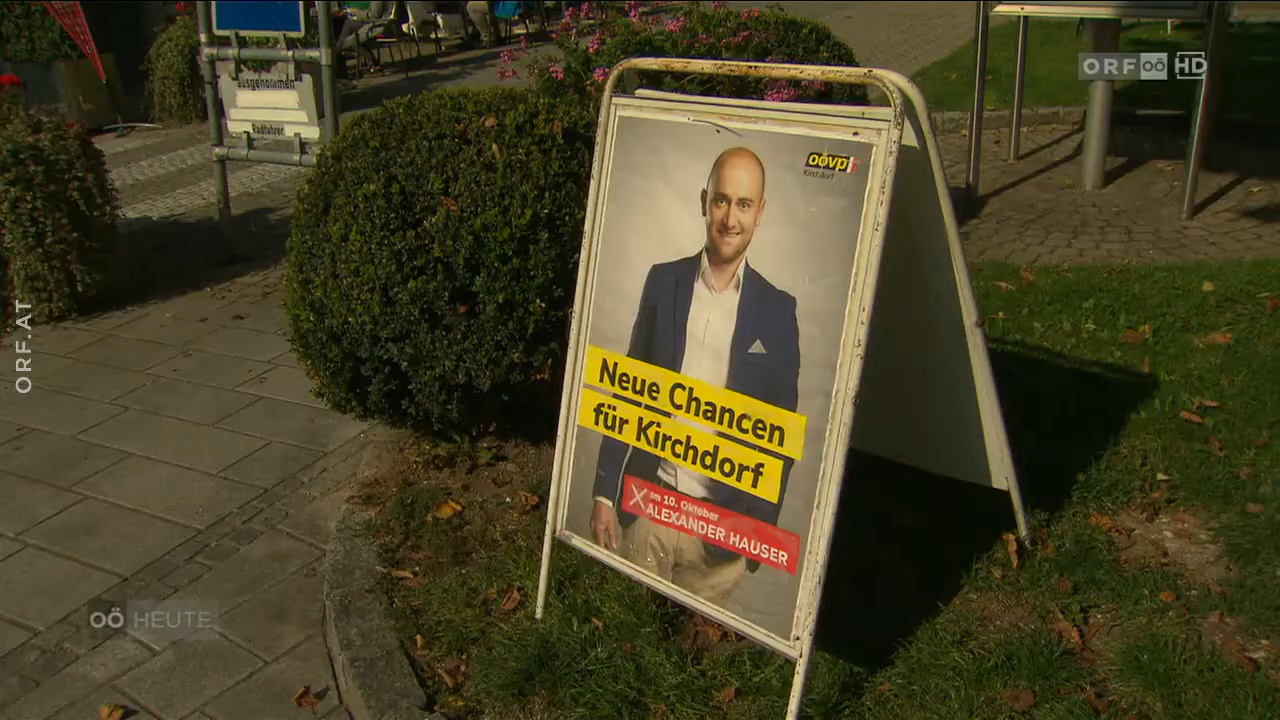 ausgenommen
Radfahrer
ORF OÖ HD
oövp
Kirchdorf
Neue Chancen
für Kirchdorf
am 10. Oktober
ALEXANDER HAUSER
ORF.AT
OÖ HEUTE